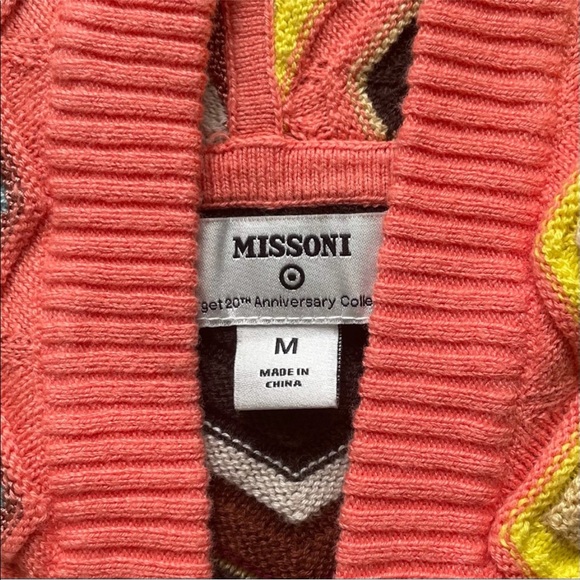 MISSONI
get 20TH Anniversary Colle
M
MADE IN
CHINA